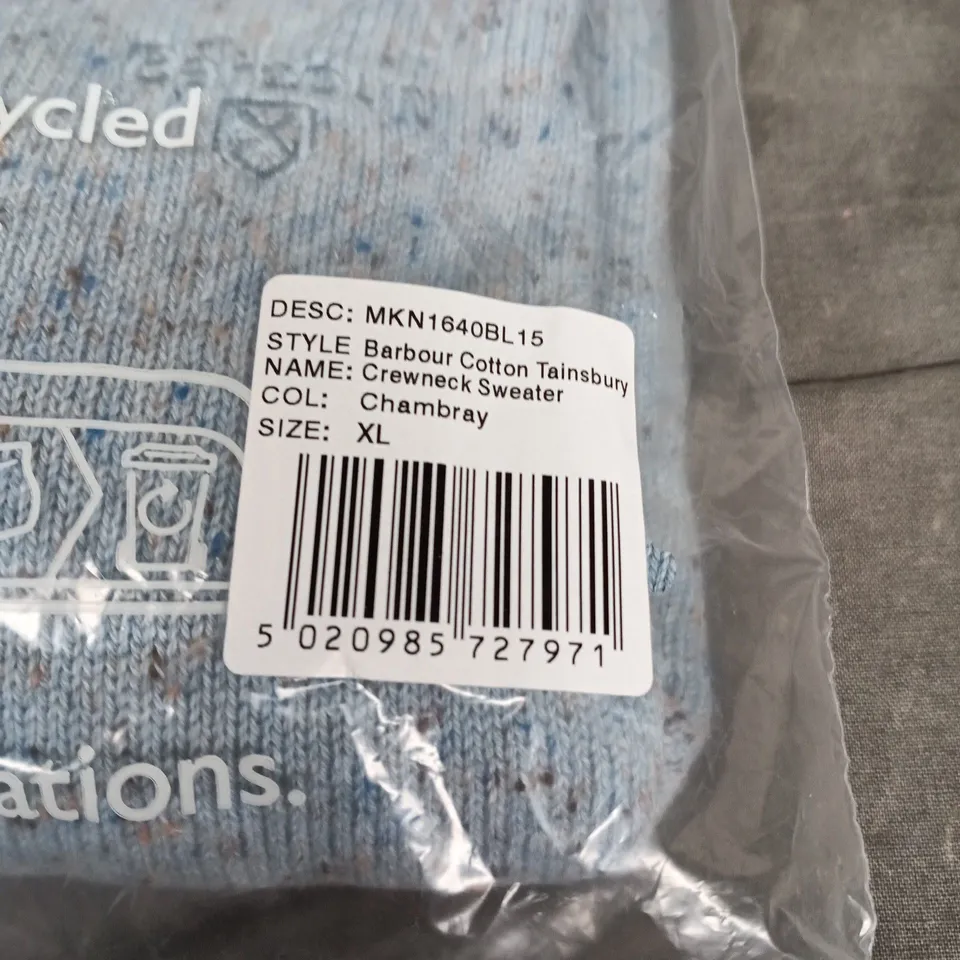 ycled
DESC: MKN1640BL15
STYLE NAME: Barbour Cotton Tainsbury
Crewneck Sweater
COL: Chambray
SIZE: XL
5 020985 727971
ations.